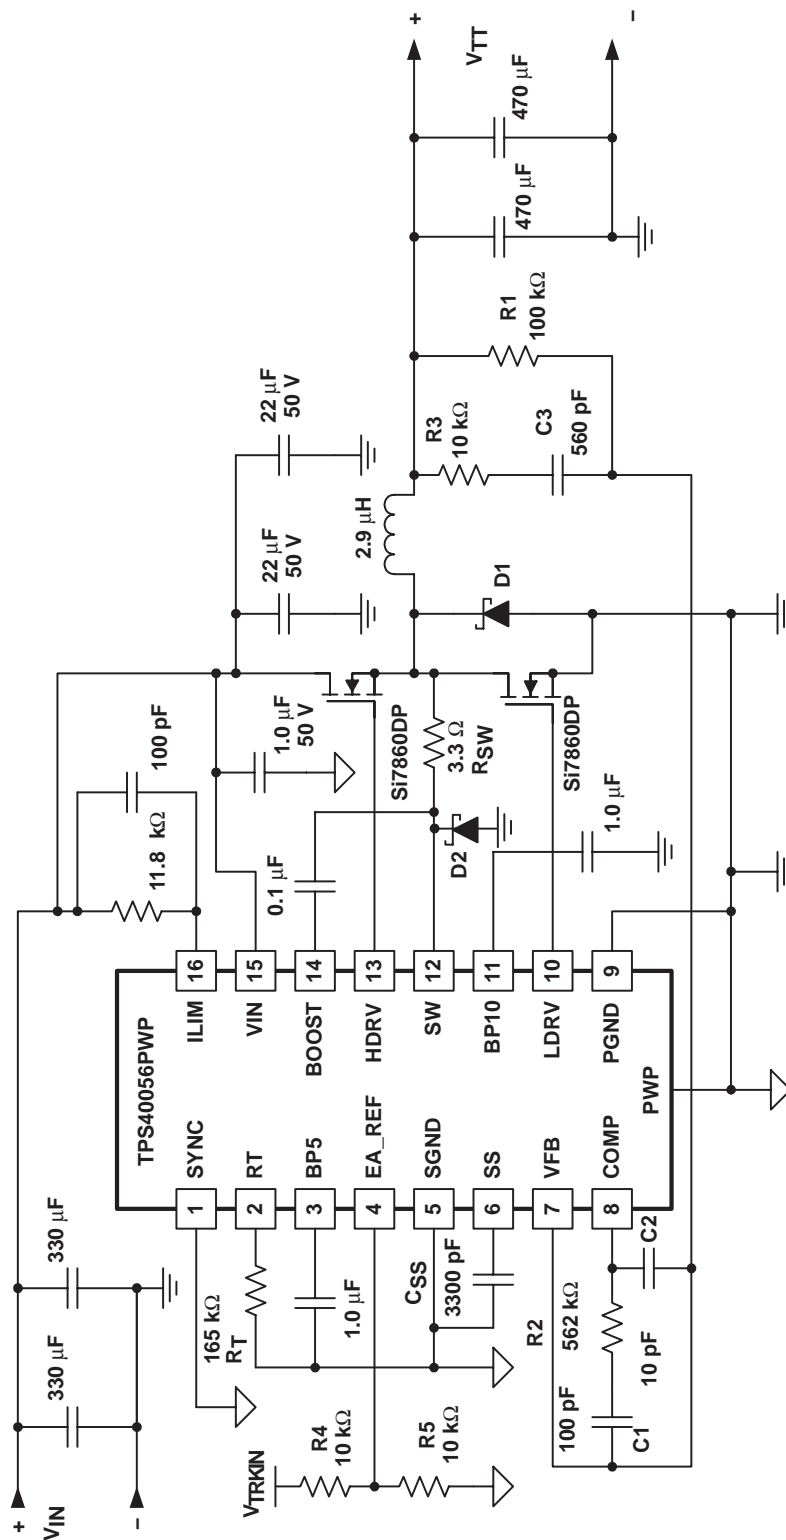 +
VIN
−
330 µF
330 µF
11.8 kΩ
100 pF
22 µF
50 V
22 µF
50 V
1.0 µF
50 V
165 kΩ
RT
TPS40056PWP
1
SYNC
2
RT
3
BP5
4
EA_REF
5
SGND
6
SS
7
VFB
8
COMP
16
ILIM
15
VIN
14
BOOST
13
HDRV
12
SW
11
BP10
10
LDRV
9
PGND
PWP
0.1 µF
1.0 µF
VTRKIN
R4
10 kΩ
R5
10 kΩ
CSS
3300 pF
R2
562 kΩ
100 pF
C1
10 pF
C2
Si7860DP
3.3 Ω
RSW
D2
Si7860DP
1.0 µF
D1
2.9 µH
R3
10 kΩ
C3
560 pF
R1
100 kΩ
470 µF
470 µF
+
VTT
−